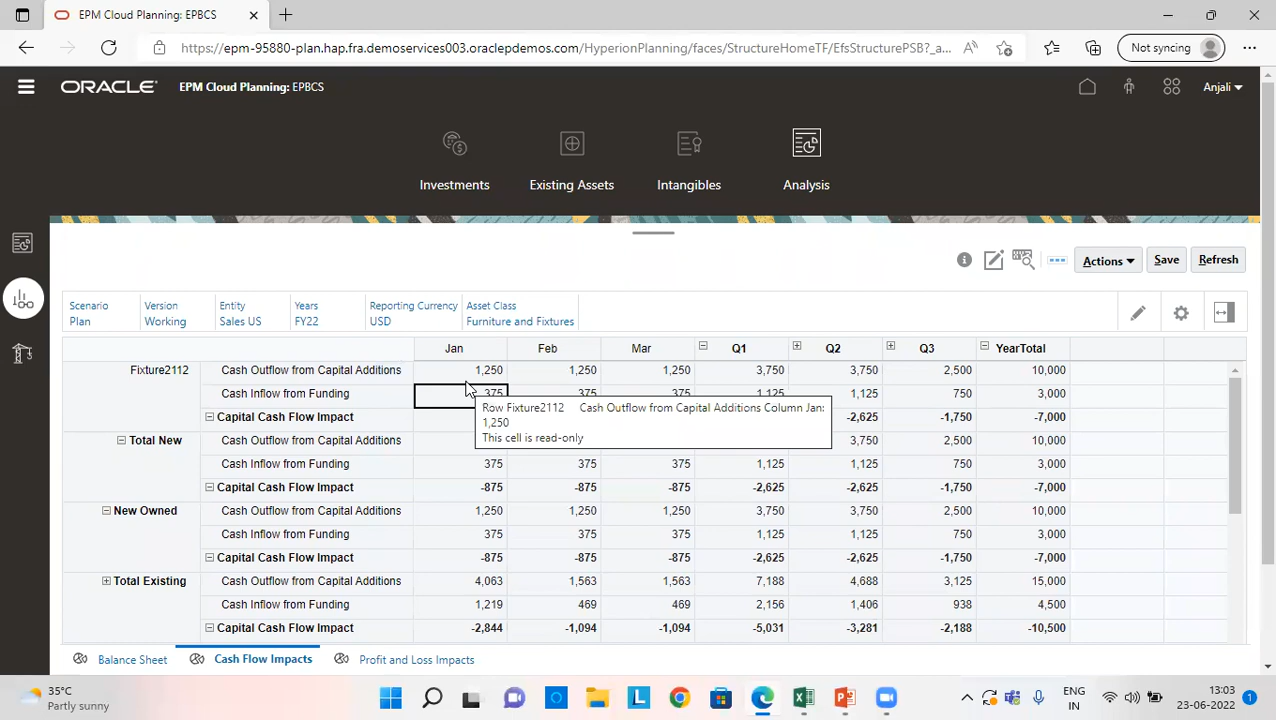 EPM Cloud Planning: EPBCS
https://epm-95880-plan.hap.fra.demoservices003.oraclepdemos.com/HyperionPlanning/faces/StructureHomeTF/EfsStructurePSB?_a...
Not syncing
ORACLE
EPM Cloud Planning: EPBCS
Anjali
Investments
Existing Assets
Intangibles
Analysis
Actions
Save
Refresh
Scenario Version Entity Years Reporting Currency Asset Class
Plan Working Sales US FY22 USD Furniture and Fixtures
Jan Feb Mar Q1 Q2 Q3 YearTotal
Fixture2112 Cash Outflow from Capital Additions 1,250 1,250 1,250 3,750 3,750 2,500 10,000
Cash Inflow from Funding 375 375 375 1,125 1,125 750 3,000
Row Fixture2112 Cash Outflow from Capital Additions Column Jan:
1,250
This cell is read-only
Capital Cash Flow Impact -2,625 -1,750 -7,000
Total New Cash Outflow from Capital Additions 3,750 2,500 10,000
Cash Inflow from Funding 375 375 375 1,125 1,125 750 3,000
Capital Cash Flow Impact -875 -875 -875 -2,625 -2,625 -1,750 -7,000
New Owned Cash Outflow from Capital Additions 1,250 1,250 1,250 3,750 3,750 2,500 10,000
Cash Inflow from Funding 375 375 375 1,125 1,125 750 3,000
Capital Cash Flow Impact -875 -875 -875 -2,625 -2,625 -1,750 -7,000
Total Existing Cash Outflow from Capital Additions 4,063 1,563 1,563 7,188 4,688 3,125 15,000
Cash Inflow from Funding 1,219 469 469 2,156 1,406 938 4,500
Capital Cash Flow Impact -2,844 -1,094 -1,094 -5,031 -3,281 -2,188 -10,500
Balance Sheet Cash Flow Impacts Profit and Loss Impacts
35°C
Partly sunny
ENG
IN
13:03
23-06-2022
1